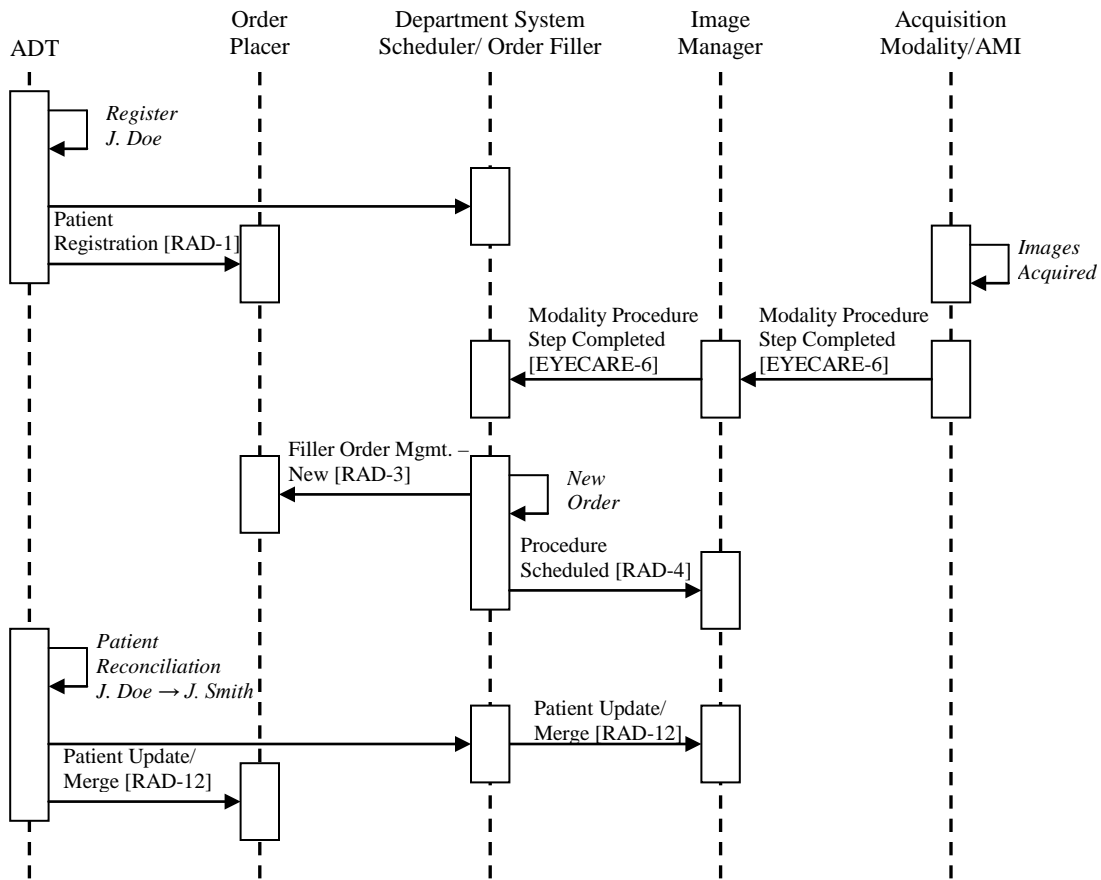 ADT
Order
Placer
Department System
Scheduler/ Order Filler
Image
Manager
Acquisition
Modality/AMI
Register
J. Doe
Patient
Registration [RAD-1]
Images
Acquired
Modality Procedure
Step Completed
[EYECARE-6]
Modality Procedure
Step Completed
[EYECARE-6]
Filler Order Mgmt. –
New [RAD-3]
New
Order
Procedure
Scheduled [RAD-4]
Patient
Reconciliation
J. Doe → J. Smith
Patient Update/
Merge [RAD-12]
Patient Update/
Merge [RAD-12]